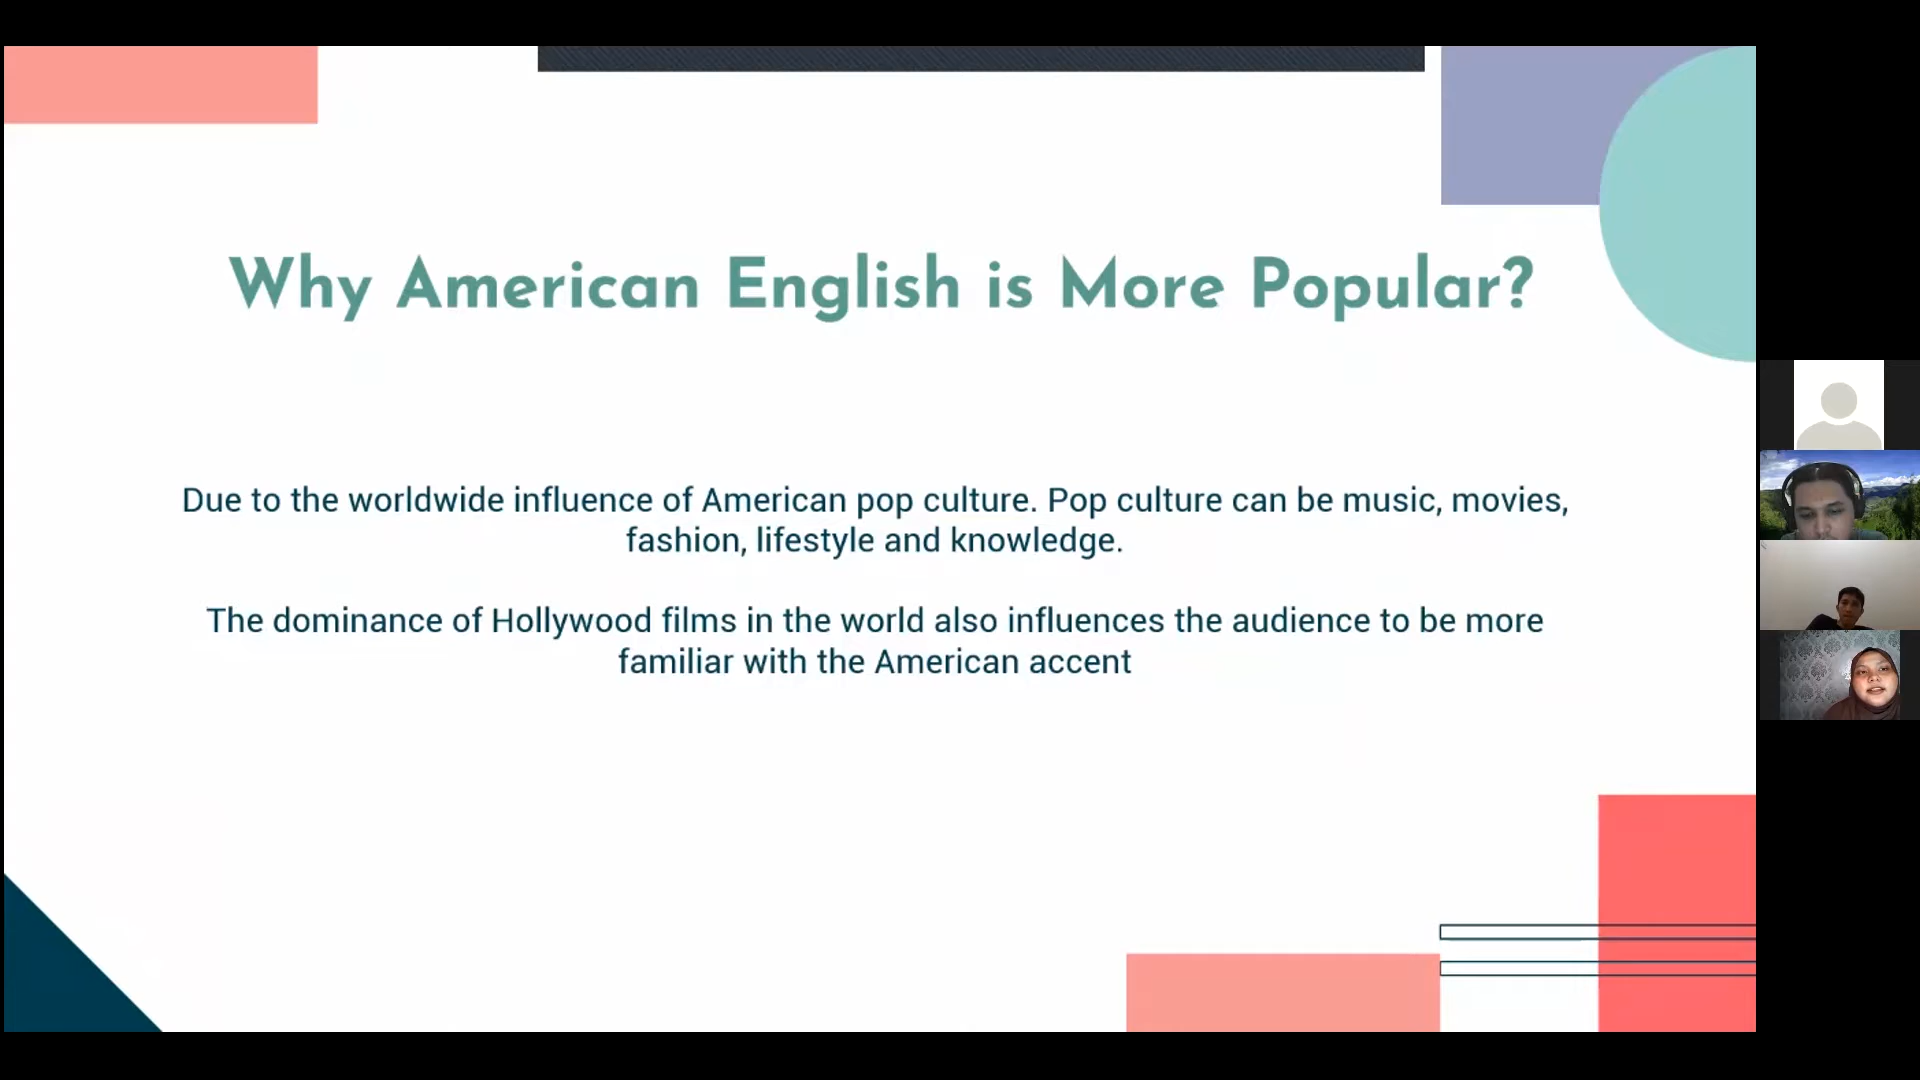 Why American English is More Popular?
Due to the worldwide influence of American pop culture. Pop culture can be music, movies,
fashion, lifestyle and knowledge.
The dominance of Hollywood films in the world also influences the audience to be more
familiar with the American accent